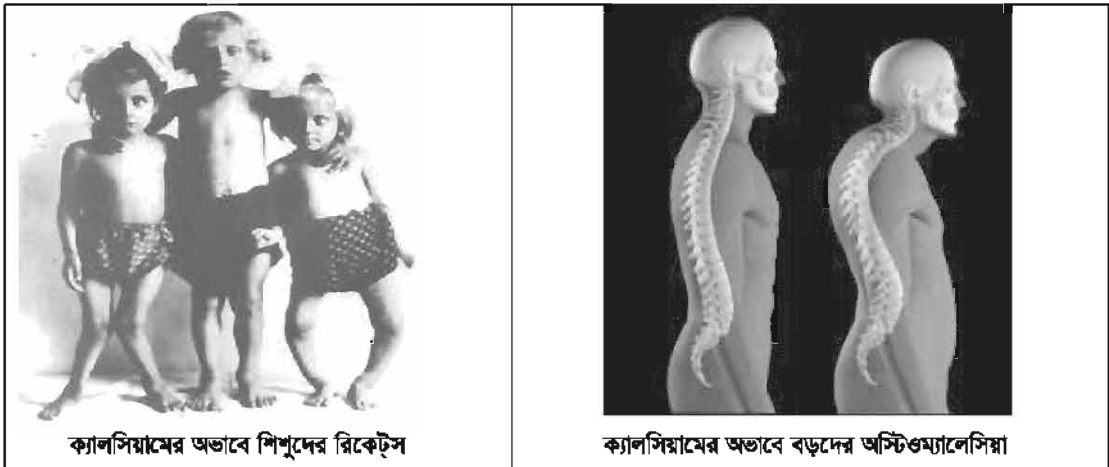 ক্যালসিয়ামের অভাবে শিশুদের রিকেট্স
ক্যালসিয়ামের অভাবে বড়দের অস্টিওম্যালেসিয়া